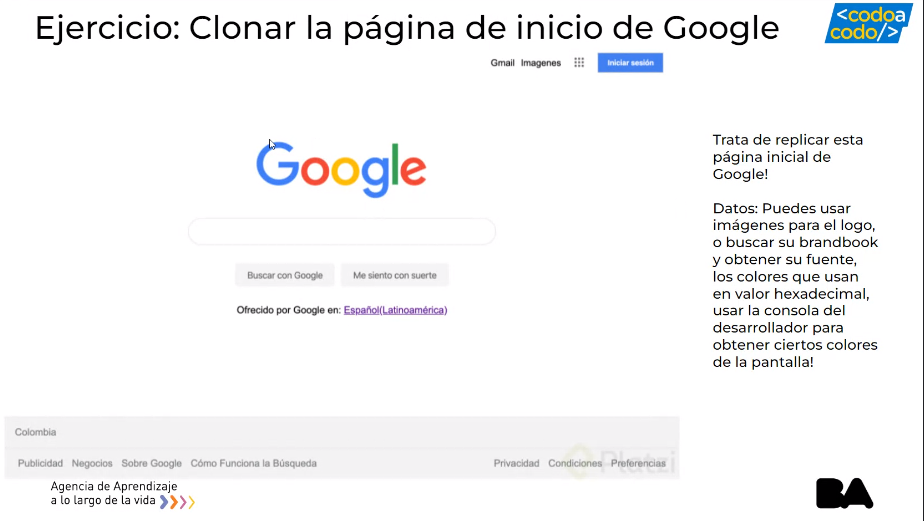 Ejercicio: Clonar la página de inicio de Google
<codoa
codo/>
Gmail Imagenes Iniciar sesión
Google
Trata de replicar esta
página inicial de
Google!
Datos: Puedes usar
imágenes para el logo,
o buscar su brandbook
y obtener su fuente,
los colores que usan
en valor hexadecimal,
usar la consola del
desarrollador para
obtener ciertos colores
de la pantalla!
Buscar con Google Me siento con suerte
Ofrecido por Google en: Español(Latinoamérica)
Colombia
Publicidad Negocios Sobre Google Cómo Funciona la Búsqueda Privacidad Condiciones Preferencias
Platzi
Agencia de Aprendizaje
a lo largo de la vida
BA